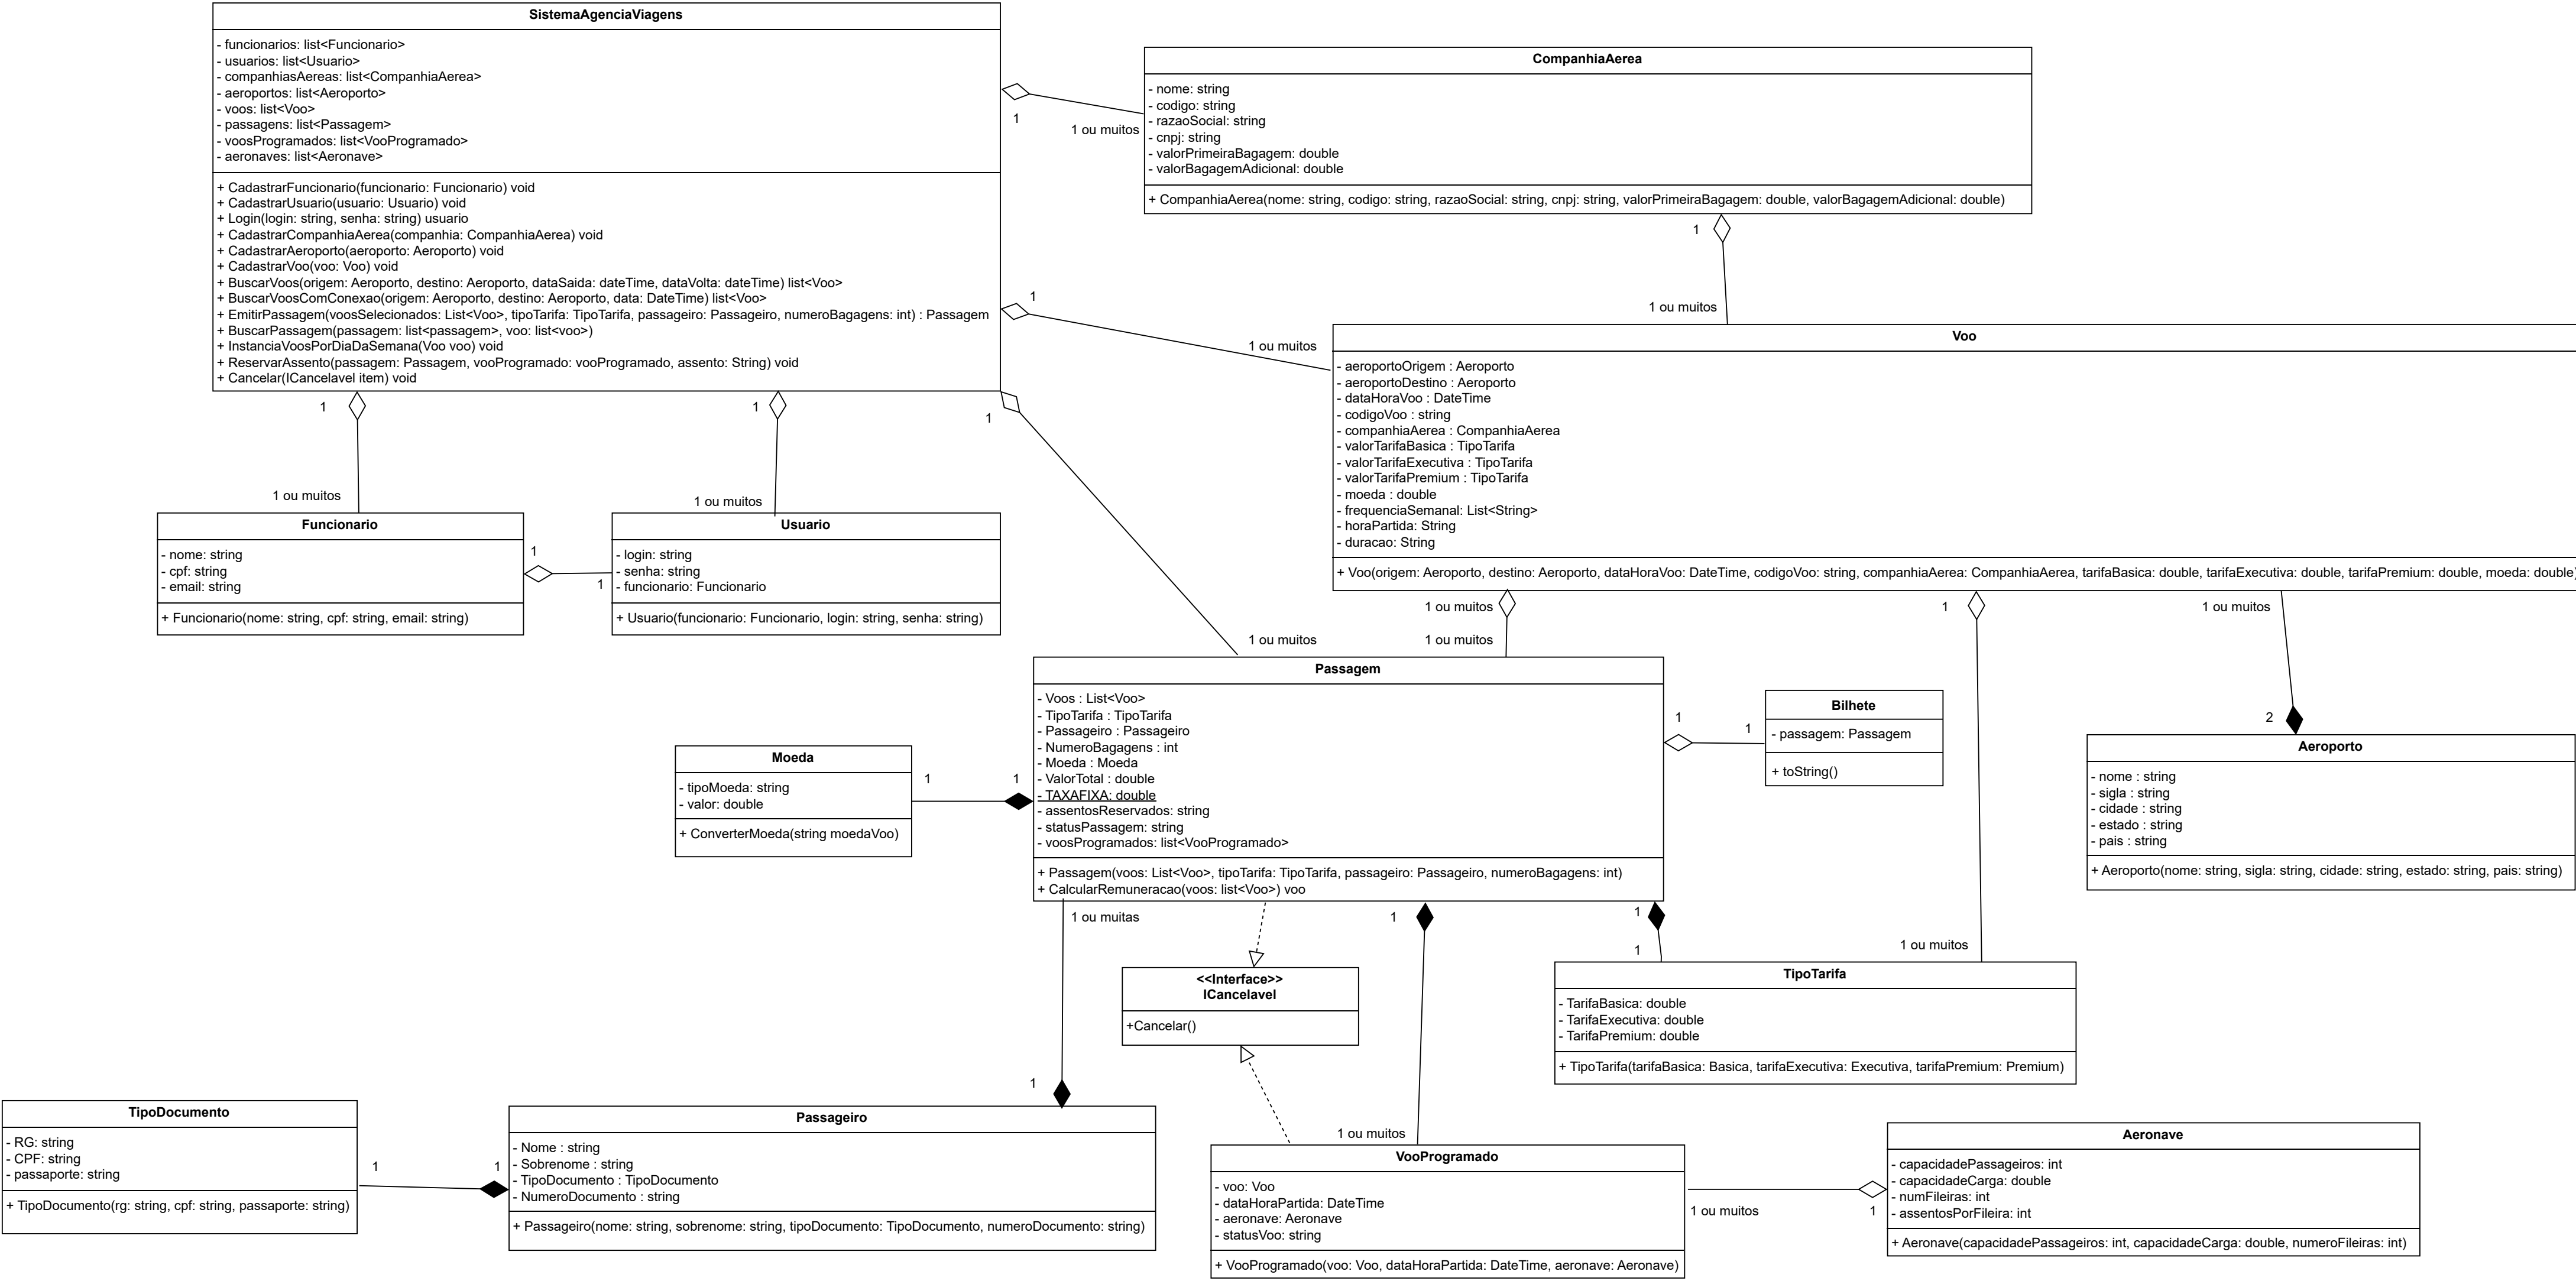 SistemaAgenciaViagens
- funcionarios: list<Funcionario>
- usuarios: list<Usuario>
- companhiasAereas: list<CompanhiaAerea>
- aeroportos: list<Aeroporto>
- voos: list<Voo>
- passagens: list<Passagem>
- voosProgramados: list<VooProgramado>
- aeronaves: list<Aeronave>
+ CadastrarFuncionario(funcionario: Funcionario) void
+ CadastrarUsuario(usuario: Usuario) void
+ Login(login: string, senha: string) usuario
+ CadastrarCompanhiaAerea(companhia: CompanhiaAerea) void
+ CadastrarAeroporto(aeroporto: Aeroporto) void
+ CadastrarVoo(voo: Voo) void
+ BuscarVoos(origem: Aeroporto, destino: Aeroporto, dataSaida: dateTime, dataVolta: dateTime) list<Voo>
+ BuscarVoosComConexao(origem: Aeroporto, destino: Aeroporto, data: DateTime) list<Voo>
+ EmitirPassagem(voosSelecionados: List<Voo>, tipoTarifa: TipoTarifa, passageiro: Passageiro, numeroBagagens: int) : Passagem
+ BuscarPassagem(passagem: list<passagem>, voo: list<voo>)
+ InstanciaVoosPorDiaDaSemana(Voo voo) void
+ ReservarAssento(passagem: Passagem, vooProgramado: vooProgramado, assento: String) void
+ Cancelar(ICancelavel item) void
1
1 ou muitos
CompanhiaAerea
- nome: string
- codigo: string
- razaoSocial: string
- cnpj: string
- valorPrimeiraBagagem: double
- valorBagagemAdicional: double
+ CompanhiaAerea(nome: string, codigo: string, razaoSocial: string, cnpj: string, valorPrimeiraBagagem: double, valorBagagemAdicional: double)
1
1 ou muitos
1
1 ou muitos
Voo
- aeroportoOrigem : Aeroporto
- aeroportoDestino : Aeroporto
- dataHoraVoo : DateTime
- codigoVoo : string
- companhiaAerea : CompanhiaAerea
- valorTarifaBasica : TipoTarifa
- valorTarifaExecutiva : TipoTarifa
- valorTarifaPremium : TipoTarifa
- moeda : double
- frequenciaSemanal: List<String>
- horaPartida: String
- duracao: String
+ Voo(origem: Aeroporto, destino: Aeroporto, dataHoraVoo: DateTime, codigoVoo: string, companhiaAerea: CompanhiaAerea, tarifaBasica: double, tarifaExecutiva: double, tarifaPremium: double, moeda: double)
1
1 ou muitos
1
1 ou muitos
1
1 ou muitos
Funcionario
- nome: string
- cpf: string
- email: string
+ Funcionario(nome: string, cpf: string, email: string)
1
1
Usuario
- login: string
- senha: string
- funcionario: Funcionario
+ Usuario(funcionario: Funcionario, login: string, senha: string)
1 ou muitos
1 ou muitos
1
1 ou muitos
1 ou muitos
2
Passagem
- Voos : List<Voo>
- TipoTarifa : TipoTarifa
- Passageiro : Passageiro
- NumeroBagagens : int
- Moeda : Moeda
- ValorTotal : double
- TAXAFIXA: double
- assentosReservados: string
- statusPassagem: string
- voosProgramados: list<VooProgramado>
+ Passagem(voos: List<Voo>, tipoTarifa: TipoTarifa, passageiro: Passageiro, numeroBagagens: int)
+ CalcularRemuneracao(voos: list<Voo>) voo
1
1
Bilhete
- passagem: Passagem
+ toString()
Moeda
- tipoMoeda: string
- valor: double
+ ConverterMoeda(string moedaVoo)
1
1
Aeroporto
- nome : string
- sigla : string
- cidade : string
- estado : string
- pais : string
+ Aeroporto(nome: string, sigla: string, cidade: string, estado: string, pais: string)
1 ou muitas
1
1
1 ou muitos
1
1
<<Interface>>
ICancelavel
+Cancelar()
TipoTarifa
- TarifaBasica: double
- TarifaExecutiva: double
- TarifaPremium: double
+ TipoTarifa(tarifaBasica: Basica, tarifaExecutiva: Executiva, tarifaPremium: Premium)
TipoDocumento
- RG: string
- CPF: string
- passaporte: string
+ TipoDocumento(rg: string, cpf: string, passaporte: string)
1
1
Passageiro
- Nome : string
- Sobrenome : string
- TipoDocumento : TipoDocumento
- NumeroDocumento : string
+ Passageiro(nome: string, sobrenome: string, tipoDocumento: TipoDocumento, numeroDocumento: string)
VooProgramado
- voo: Voo
- dataHoraPartida: DateTime
- aeronave: Aeronave
- statusVoo: string
+ VooProgramado(voo: Voo, dataHoraPartida: DateTime, aeronave: Aeronave)
1 ou muitos
1
Aeronave
- capacidadePassageiros: int
- capacidadeCarga: double
- numFileiras: int
- assentosPorFileira: int
+ Aeronave(capacidadePassageiros: int, capacidadeCarga: double, numeroFileiras: int)